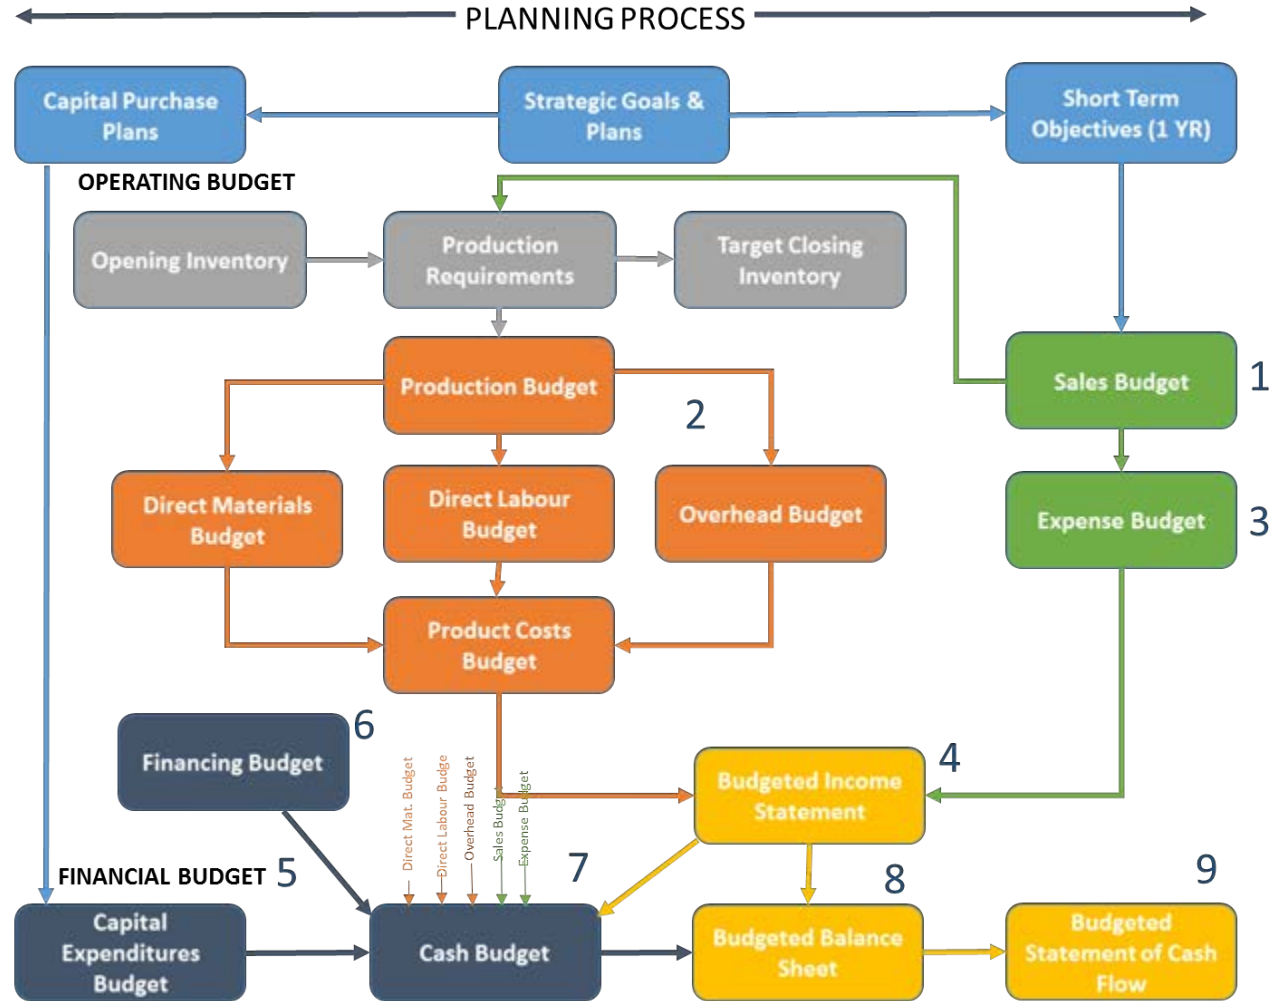 PLANNING PROCESS
Capital Purchase
Plans
Strategic Goals &
Plans
Short Term
Objectives (1 YR)
OPERATING BUDGET
Opening Inventory
Production
Requirements
Target Closing
Inventory
Production Budget
2
Sales Budget
1
Direct Materials
Budget
Direct Labour
Budget
Overhead Budget
Expense Budget
3
Product Costs
Budget
Financing Budget
6
Direct Mat. Budget
Direct Labour Budge
Overhead Budget
Sales Budget
Expense Budget
Budgeted Income
Statement
4
FINANCIAL BUDGET
5
7
8
9
Capital
Expenditures
Budget
Cash Budget
Budgeted Balance
Sheet
Budgeted
Statement of Cash
Flow